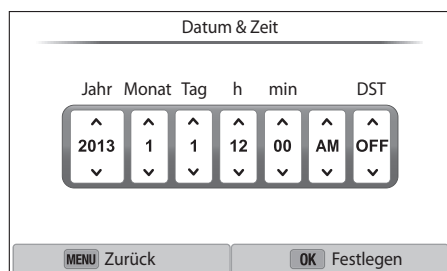 Datum & Zeit
Jahr Monat Tag h min DST
2013 1 1 12 00 AM OFF
MENU Zurück OK Festlegen